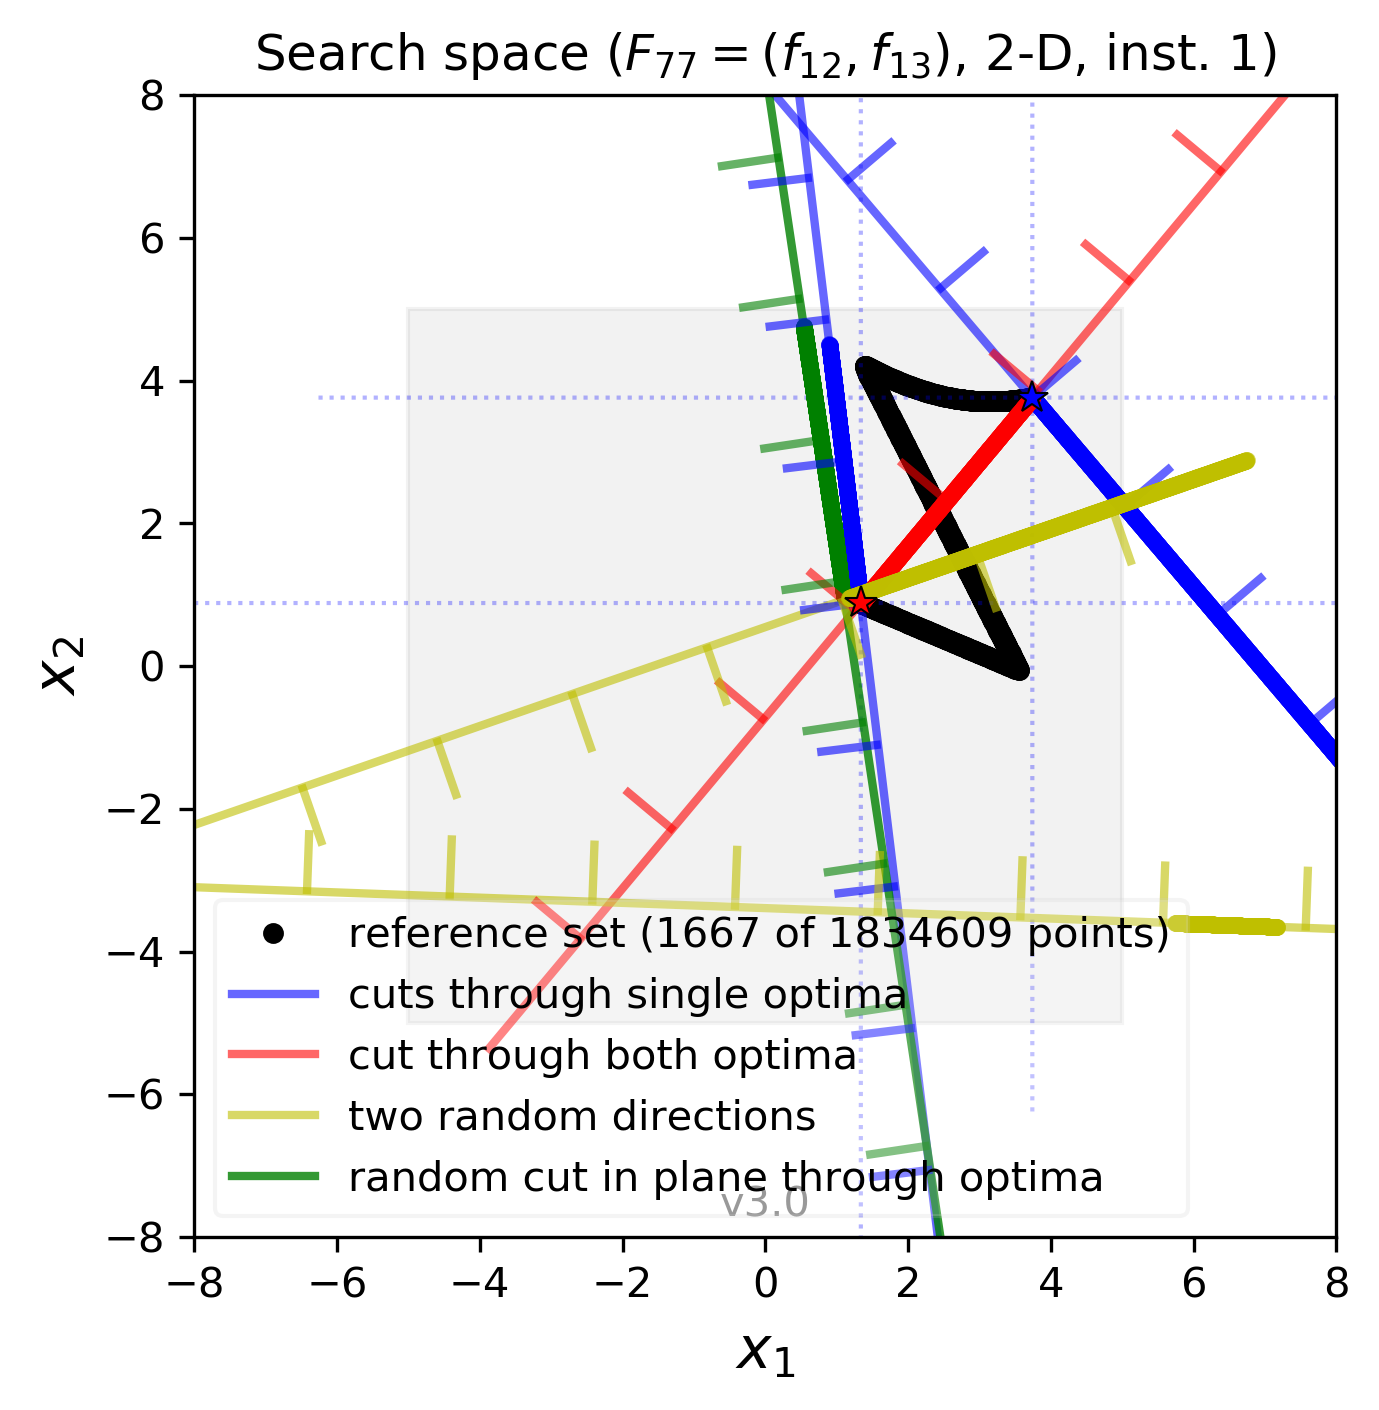 Search space (F₇₇ = (f₁₂, f₁₃), 2-D, inst. 1)
8
6
4
2
0
−2
−4
−6
−8
x₂
reference set (1667 of 1834609 points)
cuts through single optima
cut through both optima
two random directions
random cut in plane through optima
v3.0
−8 −6 −4 −2 0 2 4 6 8
x₁